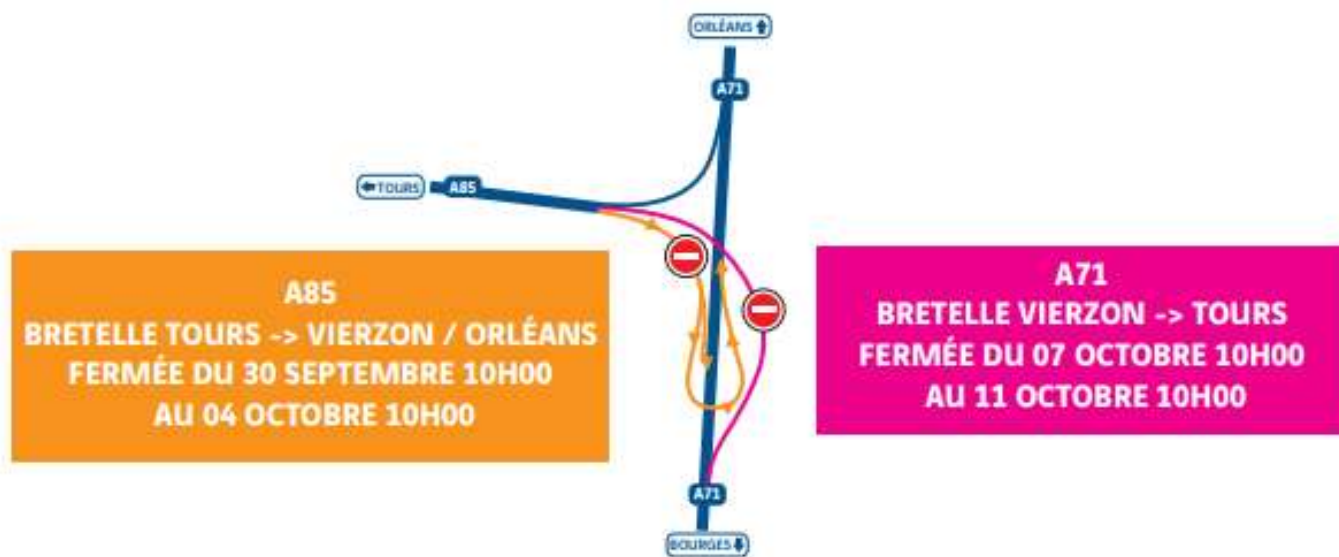 ORLÉANS
A71
TOURS
A85
A85
BRETELLE TOURS -> VIERZON / ORLÉANS
FERMÉE DU 30 SEPTEMBRE 10H00
AU 04 OCTOBRE 10H00
A71
BRETELLE VIERZON -> TOURS
FERMÉE DU 07 OCTOBRE 10H00
AU 11 OCTOBRE 10H00
A71
BOURGES